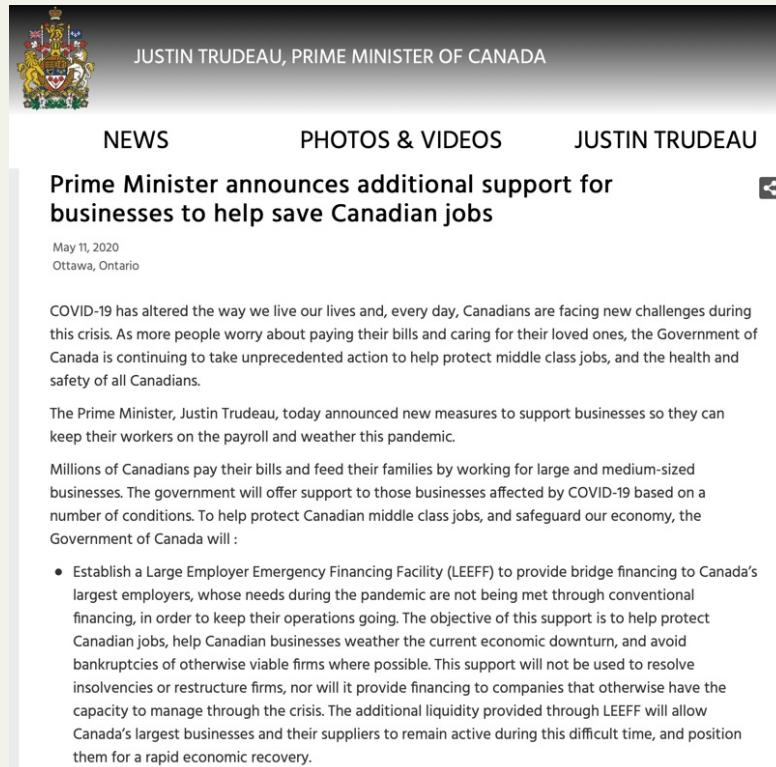 JUSTIN TRUDEAU, PRIME MINISTER OF CANADA
NEWS PHOTOS & VIDEOS JUSTIN TRUDEAU
Prime Minister announces additional support for
businesses to help save Canadian jobs
May 11, 2020
Ottawa, Ontario
COVID-19 has altered the way we live our lives and, every day, Canadians are facing new challenges during
this crisis. As more people worry about paying their bills and caring for their loved ones, the Government of
Canada is continuing to take unprecedented action to help protect middle class jobs, and the health and
safety of all Canadians.
The Prime Minister, Justin Trudeau, today announced new measures to support businesses so they can
keep their workers on the payroll and weather this pandemic.
Millions of Canadians pay their bills and feed their families by working for large and medium-sized
businesses. The government will offer support to those businesses affected by COVID-19 based on a
number of conditions. To help protect Canadian middle class jobs, and safeguard our economy, the
Government of Canada will :
• Establish a Large Employer Emergency Financing Facility (LEEFF) to provide bridge financing to Canada's
largest employers, whose needs during the pandemic are not being met through conventional
financing, in order to keep their operations going. The objective of this support is to help protect
Canadian jobs, help Canadian businesses weather the current economic downturn, and avoid
bankruptcies of otherwise viable firms where possible. This support will not be used to resolve
insolvencies or restructure firms, nor will it provide financing to companies that otherwise have the
capacity to manage through the crisis. The additional liquidity provided through LEEFF will allow
Canada's largest businesses and their suppliers to remain active during this difficult time, and position
them for a rapid economic recovery.